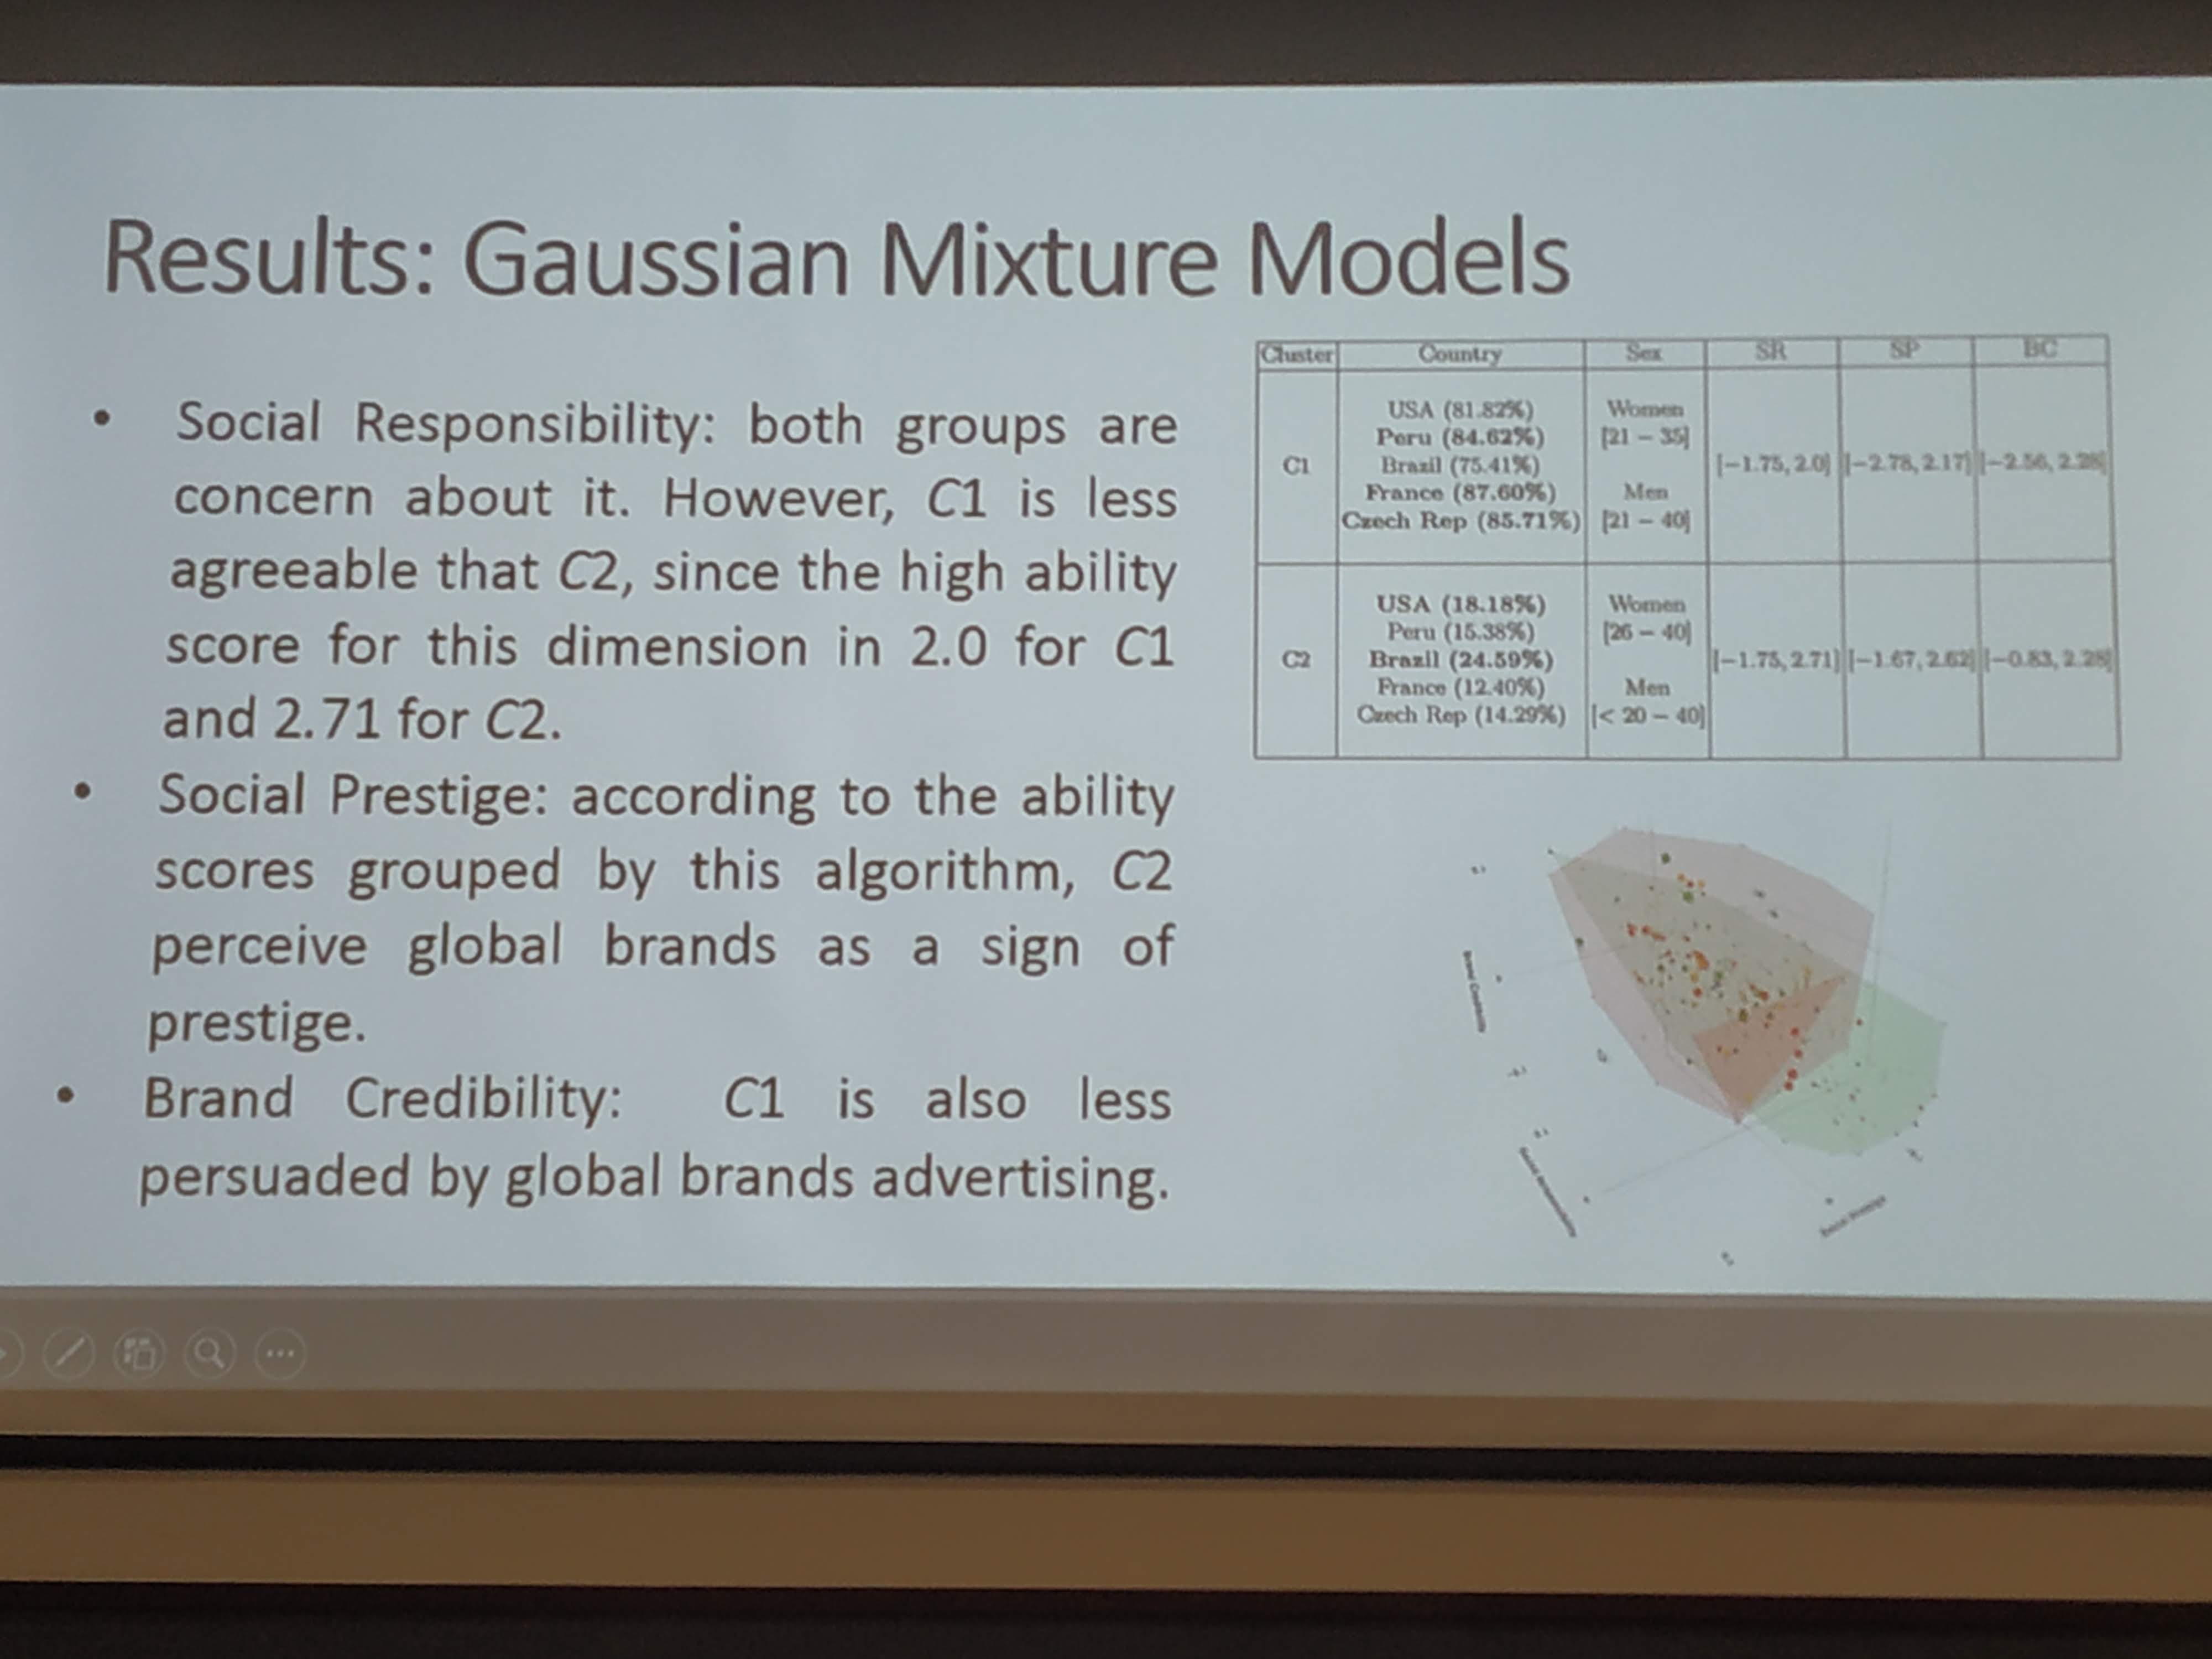 Results: Gaussian Mixture Models
• Social Responsibility: both groups are
concern about it. However, C1 is less
agreeable that C2, since the high ability
score for this dimension in 2.0 for C1
and 2.71 for C2.
• Social Prestige: according to the ability
scores grouped by this algorithm, C2
perceive global brands as a sign of
prestige.
• Brand Credibility: C1 is also less
persuaded by global brands advertising.
Cluster Country Sex SR SP BC
USA (81.82%) Women
Peru (84.62%) [21 – 35]
C1 Brazil (75.41%) [−1.75, 2.0] [−2.78, 2.17] [−2.56, 2.28]
France (87.60%) Men
Czech Rep (85.71%) [21 – 40]
USA (18.18%) Women
Peru (15.38%) [26 – 40]
C2 Brazil (24.59%) [−1.75, 2.71] [−1.67, 2.62] [−0.83, 2.28]
France (12.40%) Men
Czech Rep (14.29%) [< 20 – 40]
Brand Credibility
Social Responsibility
Social Prestige